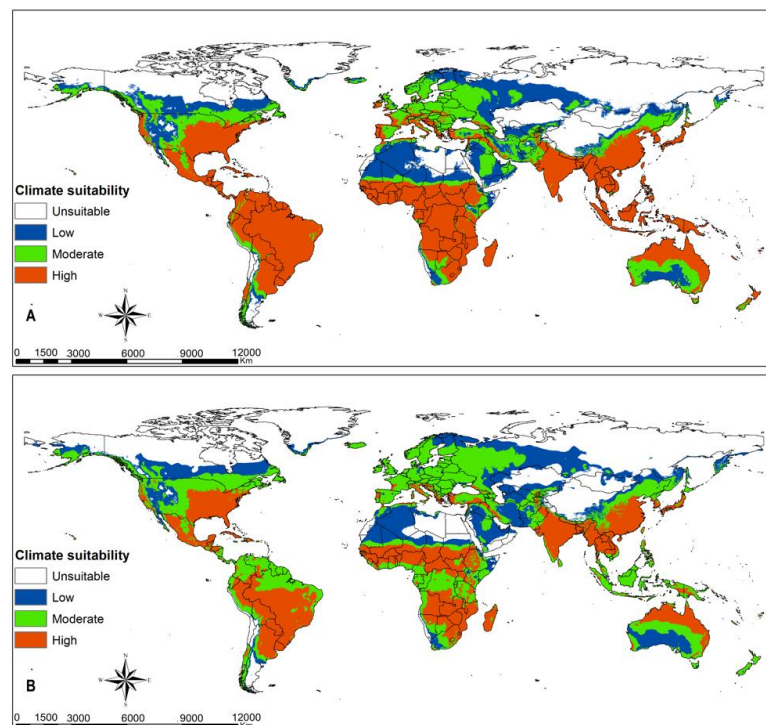 Climate suitability
Unsuitable
Low
Moderate
High
N
W E
S
A
0 1500 3000 6000 9000 12000
Km
Climate suitability
Unsuitable
Low
Moderate
High
N
W E
S
B
0 1500 3000 6000 9000 12000